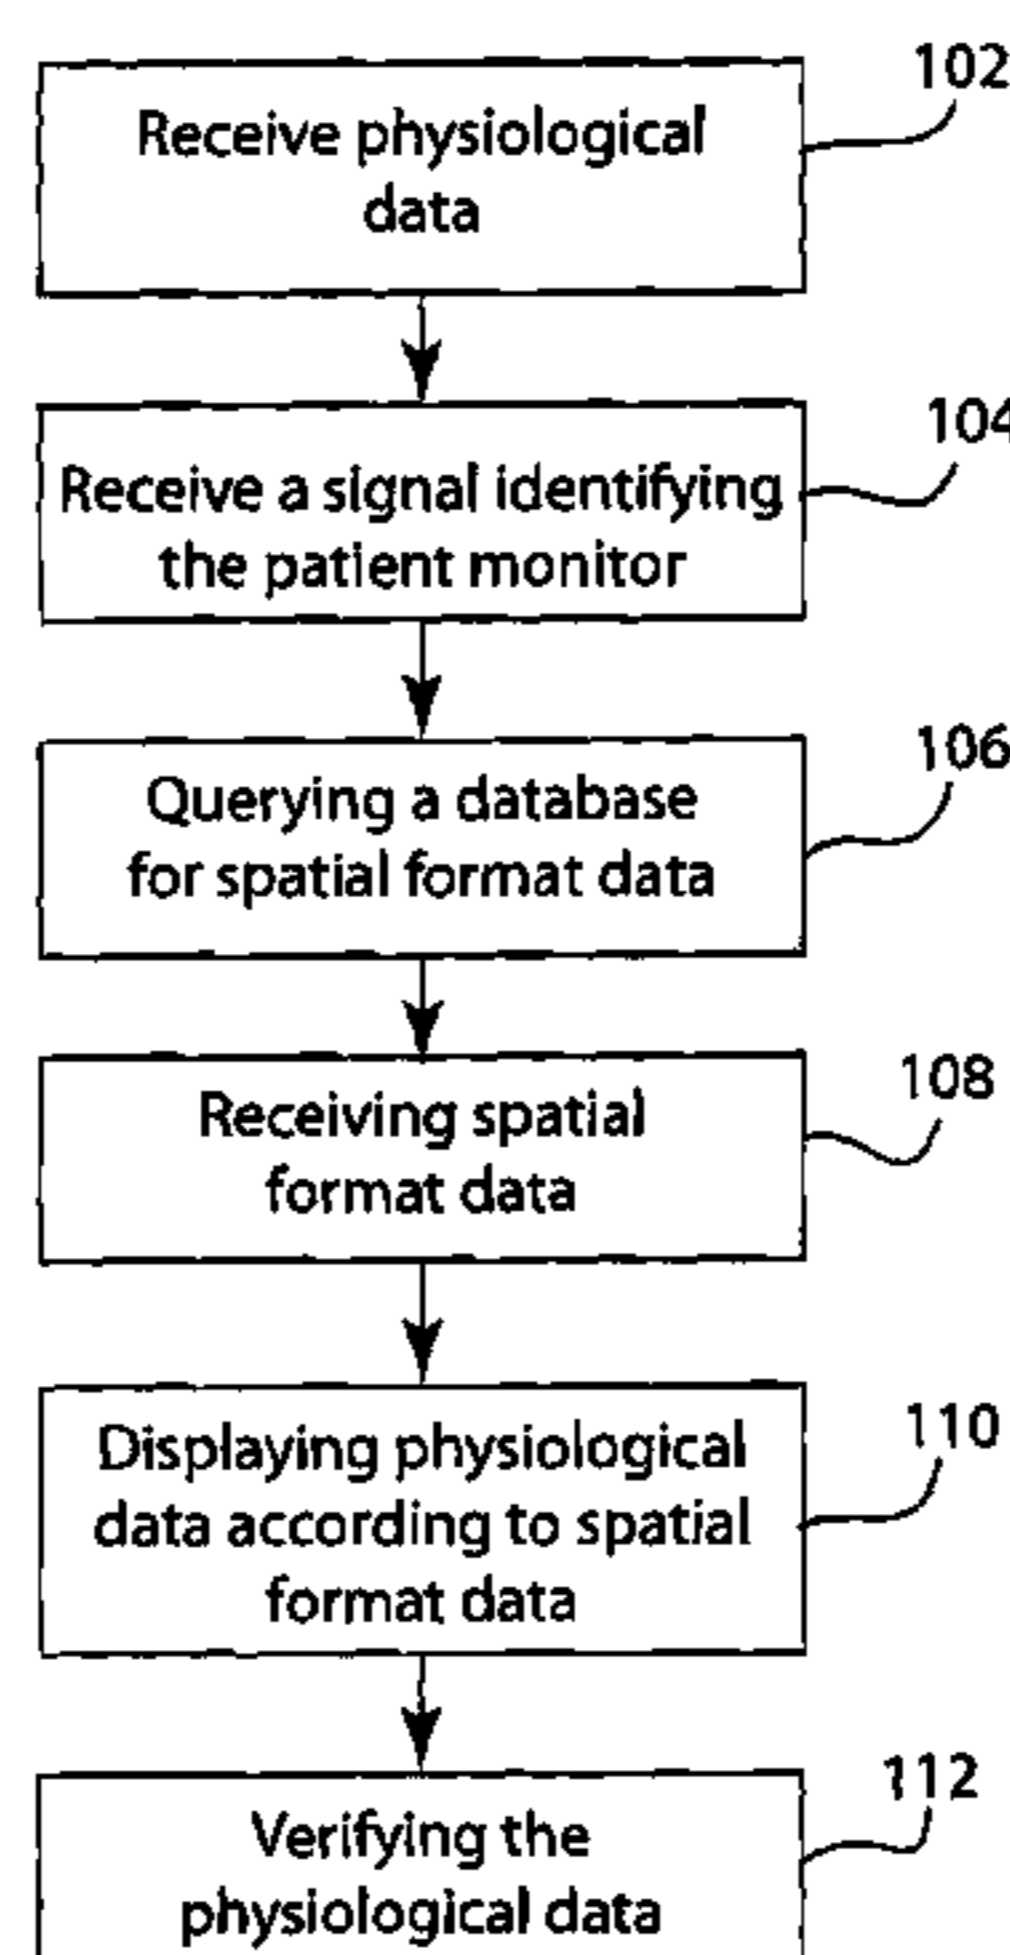 102
Receive physiological
data
104
Receive a signal identifying
the patient monitor
106
Querying a database
for spatial format data
108
Receiving spatial
format data
110
Displaying physiological
data according to spatial
format data
112
Verifying the
physiological data